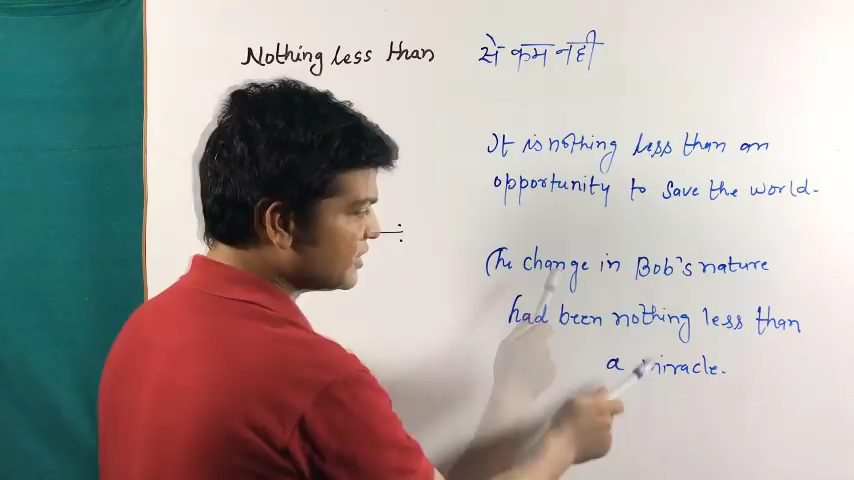 Nothing less than से कम नही
It is nothing less than an
opportunity to save the world.
The change in Bob's nature
had been nothing less than
a miracle.